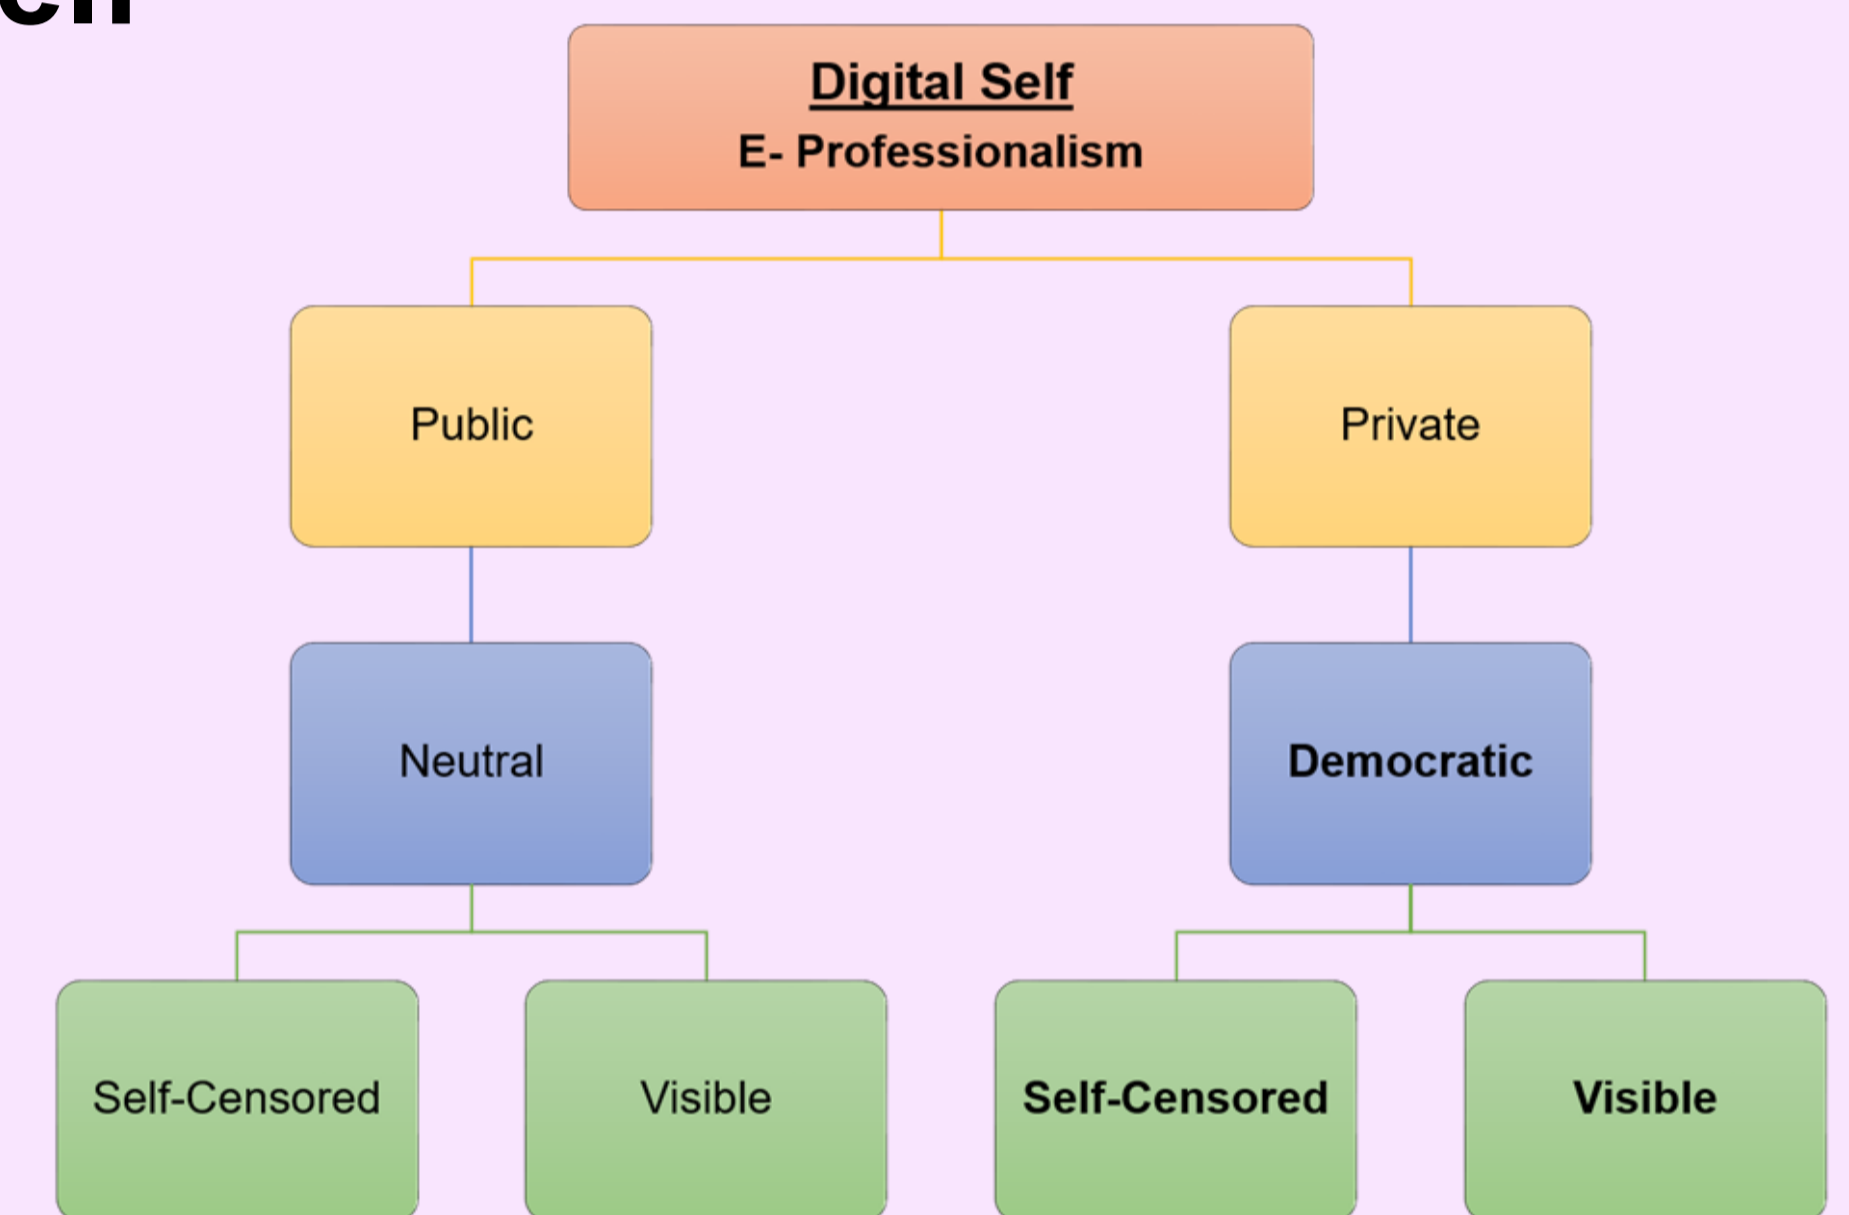 Digital Self
E- Professionalism
Public
Private
Neutral
Democratic
Self-Censored
Visible
Self-Censored
Visible